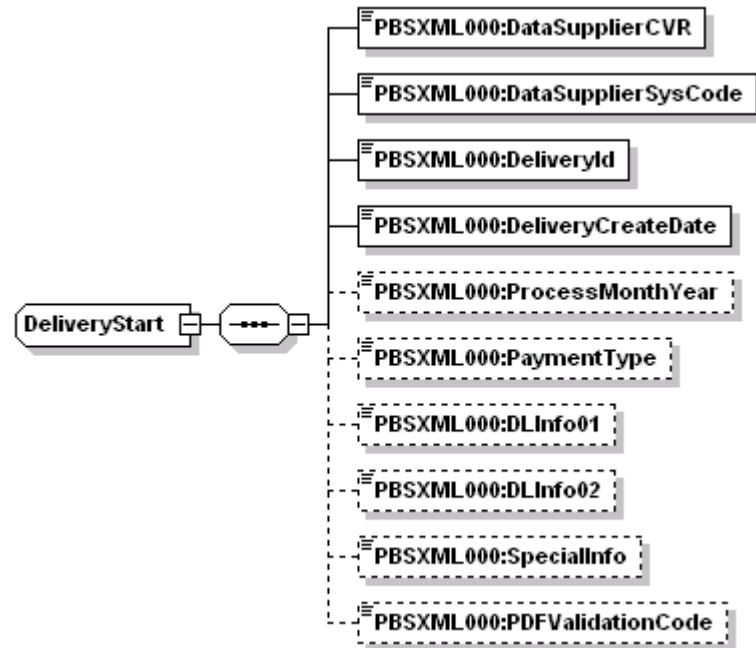 PBSXML000:DataSupplierCVR
PBSXML000:DataSupplierSysCode
PBSXML000:DeliveryId
PBSXML000:DeliveryCreateDate
PBSXML000:ProcessMonthYear
DeliveryStart
PBSXML000:PaymentType
PBSXML000:DLInfo01
PBSXML000:DLInfo02
PBSXML000:SpecialInfo
PBSXML000:PDFValidationCode